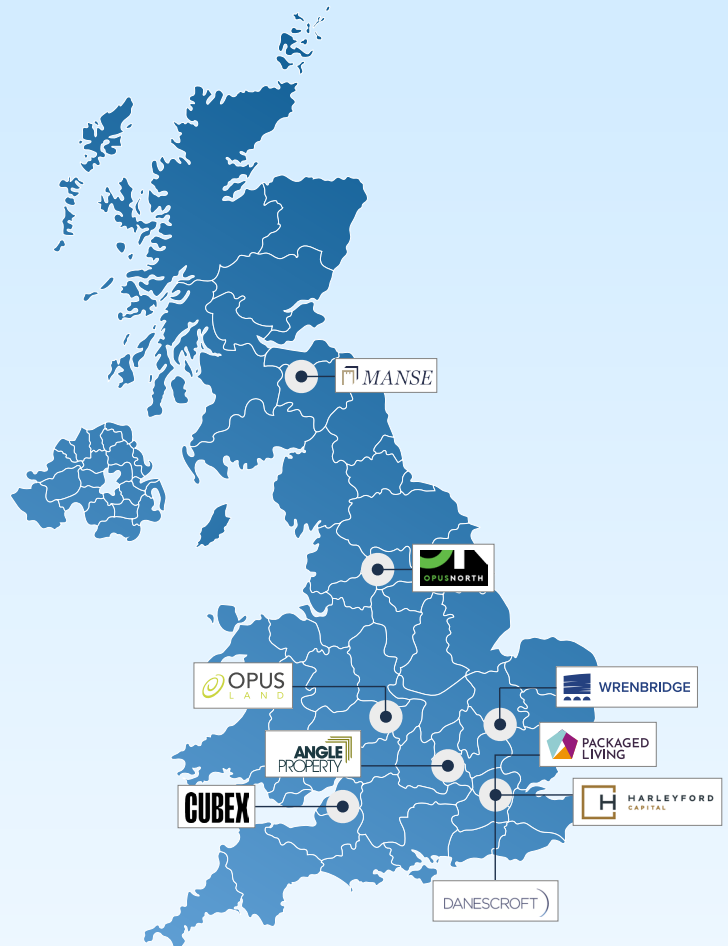 MANSE
OPUSNORTH
OPUS
LAND
WRENBRIDGE
ANGLE
PROPERTY
PACKAGED
LIVING
CUBEX
H HARLEYFORD
CAPITAL
DANESCROFT